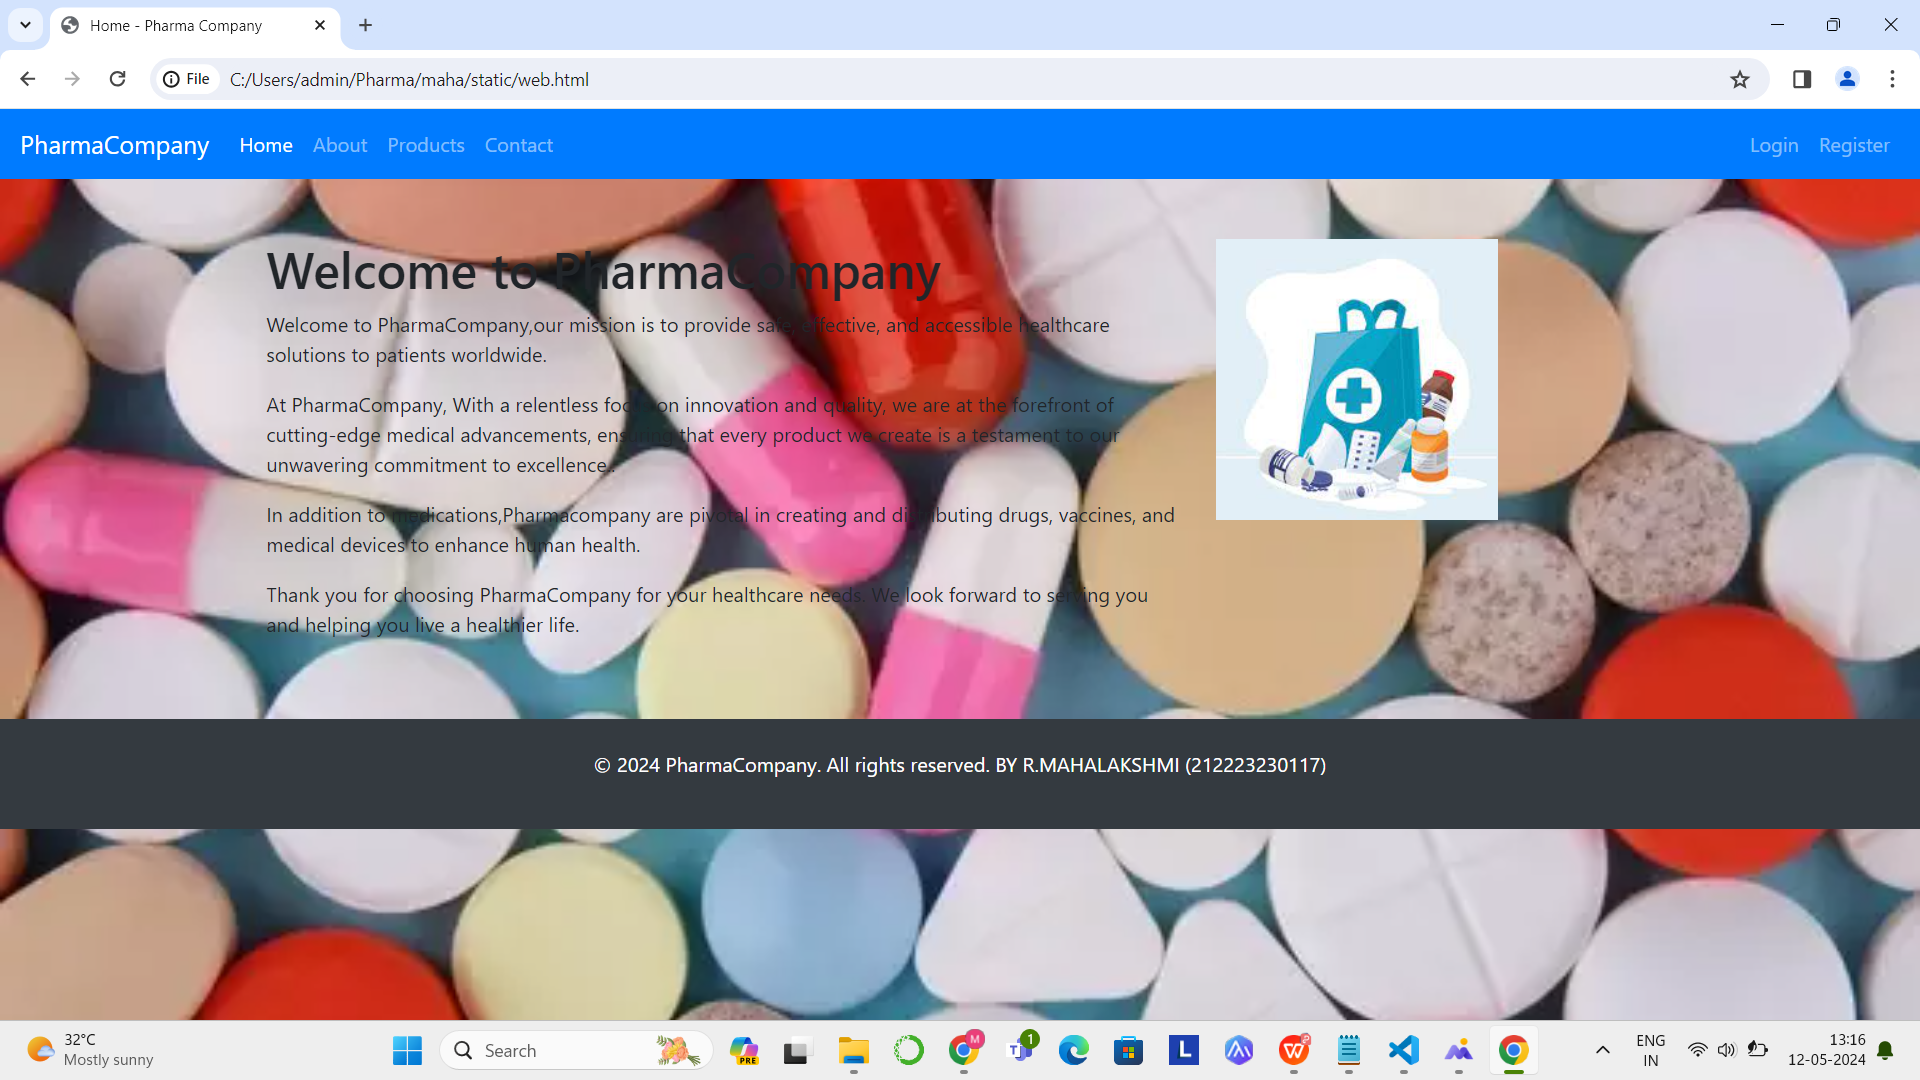 Home - Pharma Company
File
C:/Users/admin/Pharma/maha/static/web.html
PharmaCompany Home About Products Contact Login Register
Welcome to PharmaCompany
Welcome to PharmaCompany,our mission is to provide safe, effective, and accessible healthcare
solutions to patients worldwide.
At PharmaCompany, With a relentless focus on innovation and quality, we are at the forefront of
cutting-edge medical advancements, ensuring that every product we create is a testament to our
unwavering commitment to excellence..
In addition to medications,Pharmacompany are pivotal in creating and distributing drugs, vaccines, and
medical devices to enhance human health.
Thank you for choosing PharmaCompany for your healthcare needs. We look forward to serving you
and helping you live a healthier life.
© 2024 PharmaCompany. All rights reserved. BY R.MAHALAKSHMI (212223230117)
32°C
Mostly sunny
Search
PRE
M
T
1
L
W
ENG
IN
13:16
12-05-2024